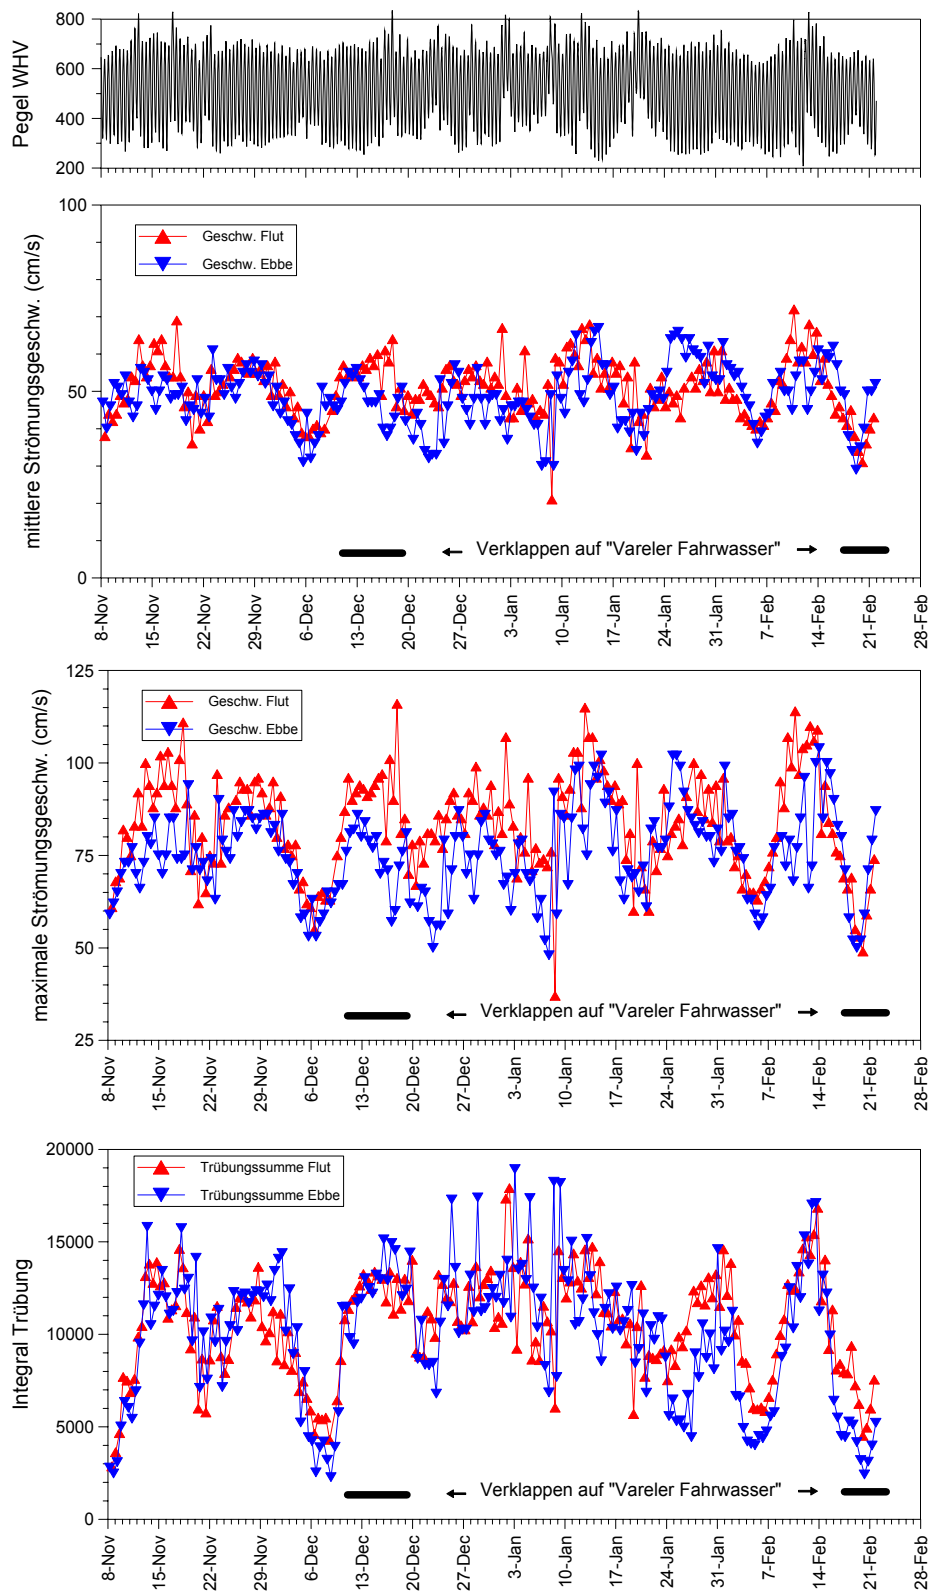 Pegel WHV
800
600
400
200
mittlere Strömungsgeschw. (cm/s)
100
50
0
Geschw. Flut
Geschw. Ebbe
Verklappen auf "Vareler Fahrwasser"
8-Nov 15-Nov 22-Nov 29-Nov 6-Dec 13-Dec 20-Dec 27-Dec 3-Jan 10-Jan 17-Jan 24-Jan 31-Jan 7-Feb 14-Feb 21-Feb 28-Feb
maximale Strömungsgeschw. (cm/s)
125
100
75
50
25
Geschw. Flut
Geschw. Ebbe
Verklappen auf "Vareler Fahrwasser"
8-Nov 15-Nov 22-Nov 29-Nov 6-Dec 13-Dec 20-Dec 27-Dec 3-Jan 10-Jan 17-Jan 24-Jan 31-Jan 7-Feb 14-Feb 21-Feb 28-Feb
Integral Trübung
20000
15000
10000
5000
0
Trübungssumme Flut
Trübungssumme Ebbe
Verklappen auf "Vareler Fahrwasser"
8-Nov 15-Nov 22-Nov 29-Nov 6-Dec 13-Dec 20-Dec 27-Dec 3-Jan 10-Jan 17-Jan 24-Jan 31-Jan 7-Feb 14-Feb 21-Feb 28-Feb